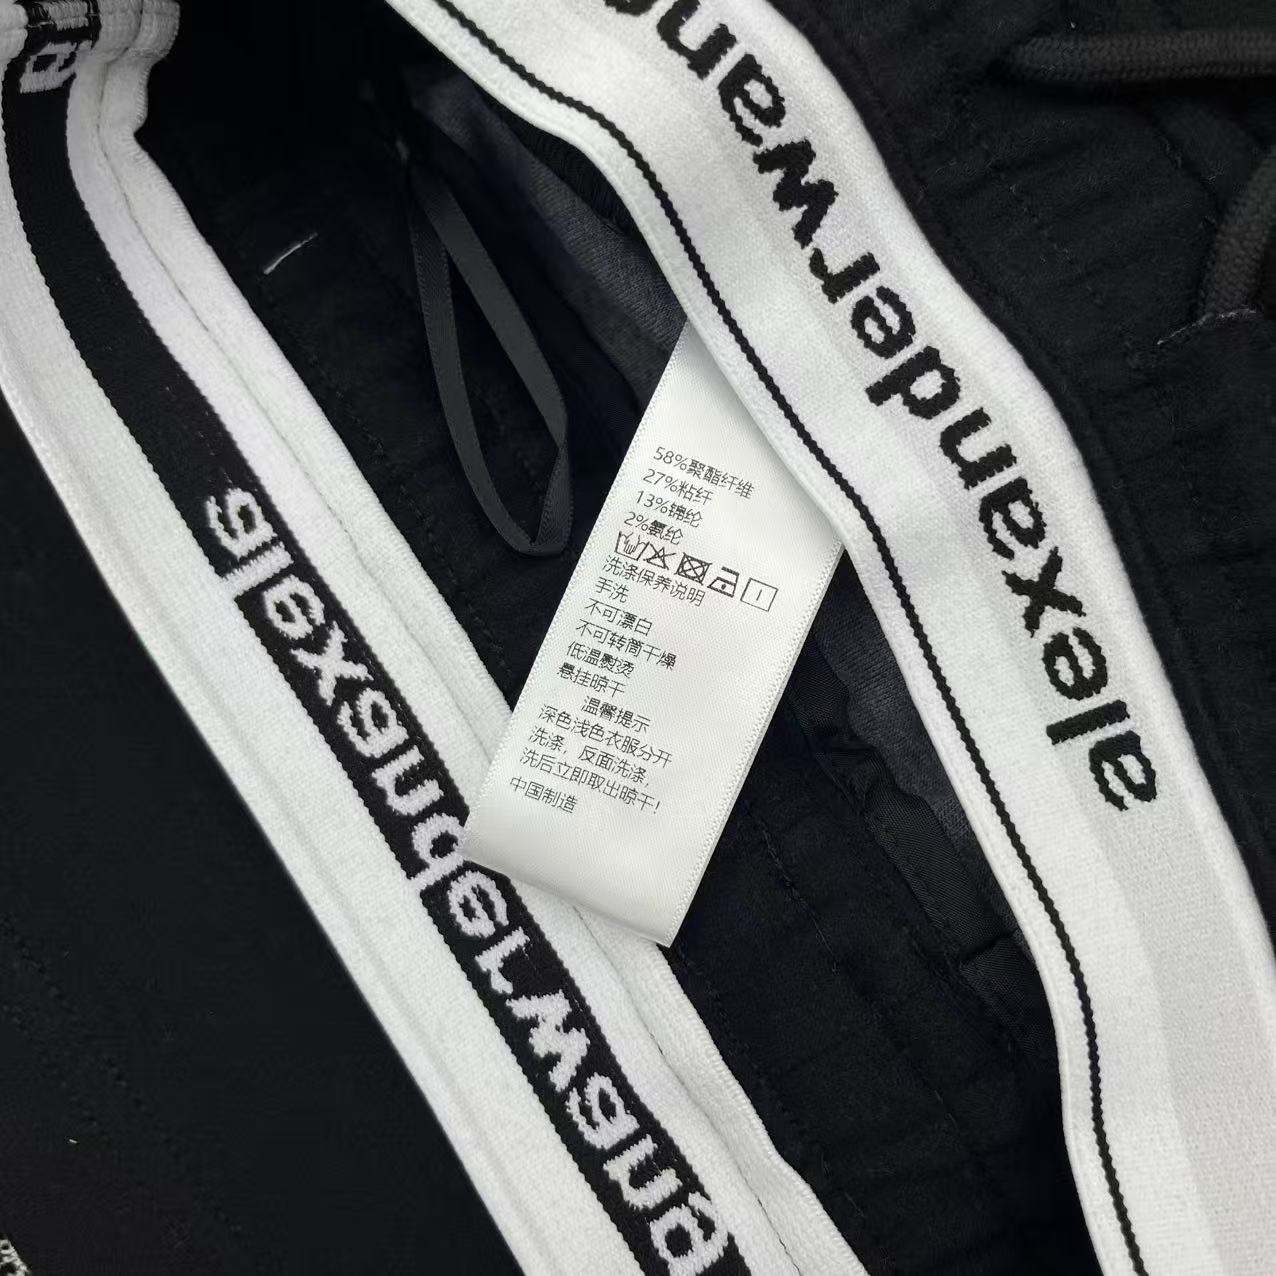 alexanderwang
58%聚酯纤维
27%粘纤
13%锦纶
2%氨纶
洗涤保养说明
手洗
不可漂白
不可转筒干燥
低温熨烫
悬挂晾干
温馨提示
深色浅色衣服分开
洗涤，反面洗涤，
洗后立即取出晾干！
中国制造
alexanderwang